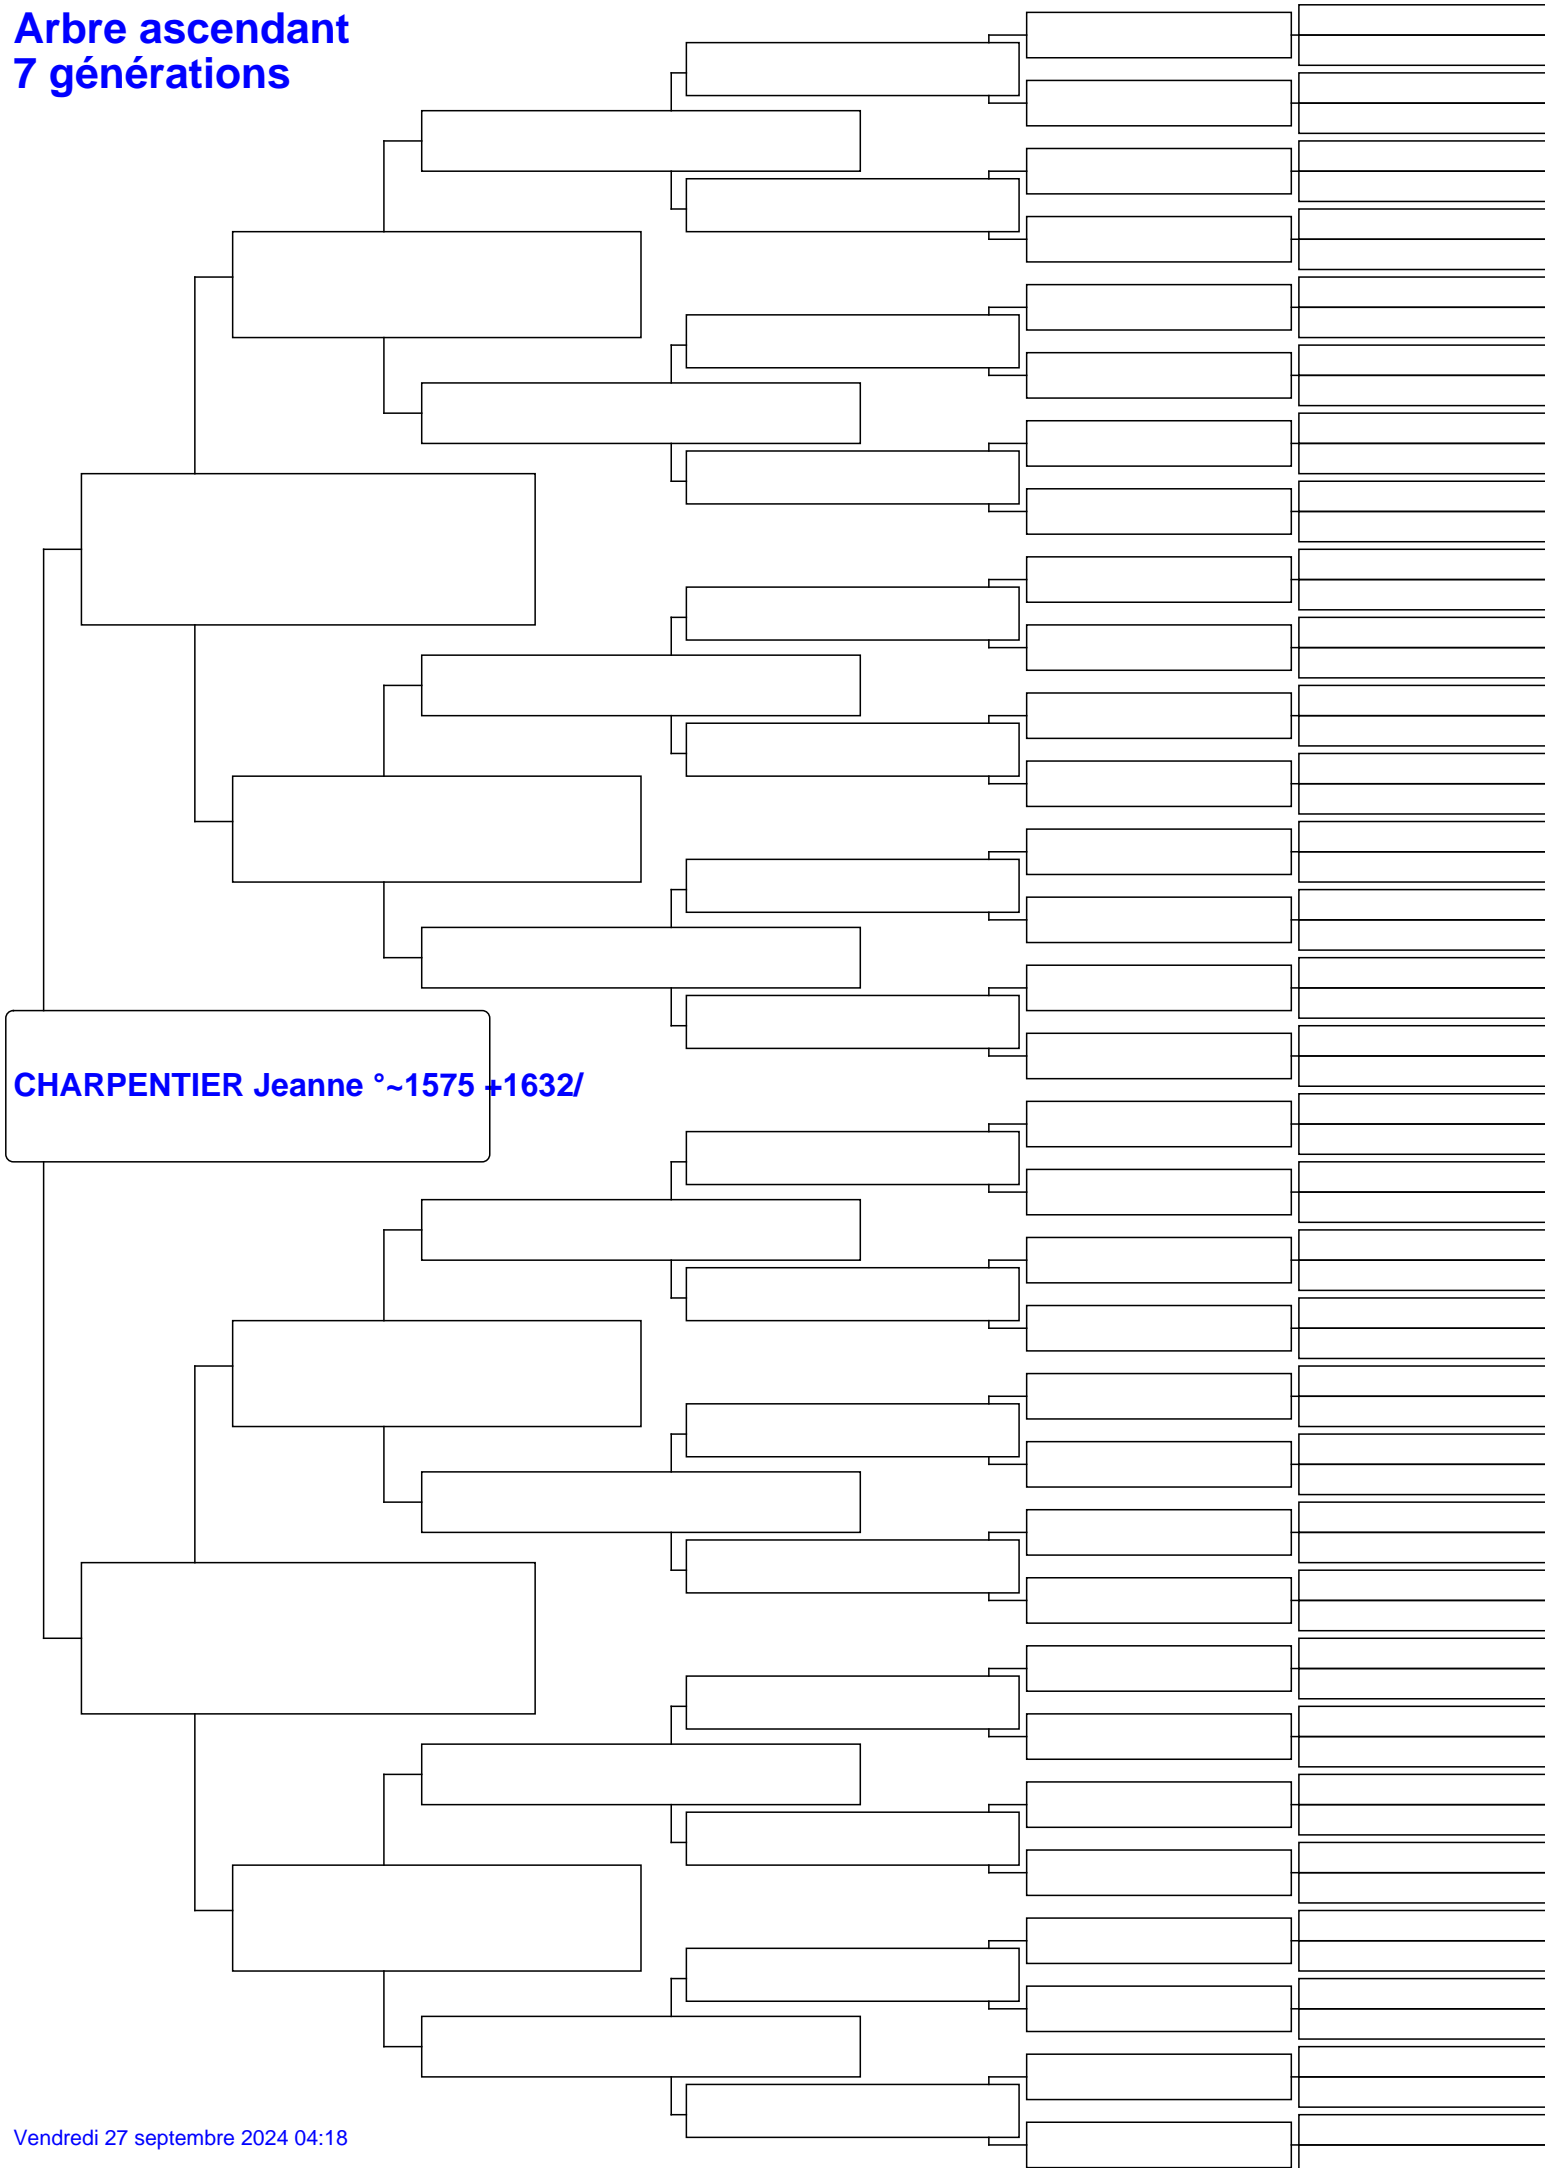 Arbre ascendant
7 générations
CHARPENTIER Jeanne °~1575 +1632/
Vendredi 27 septembre 2024 04:18